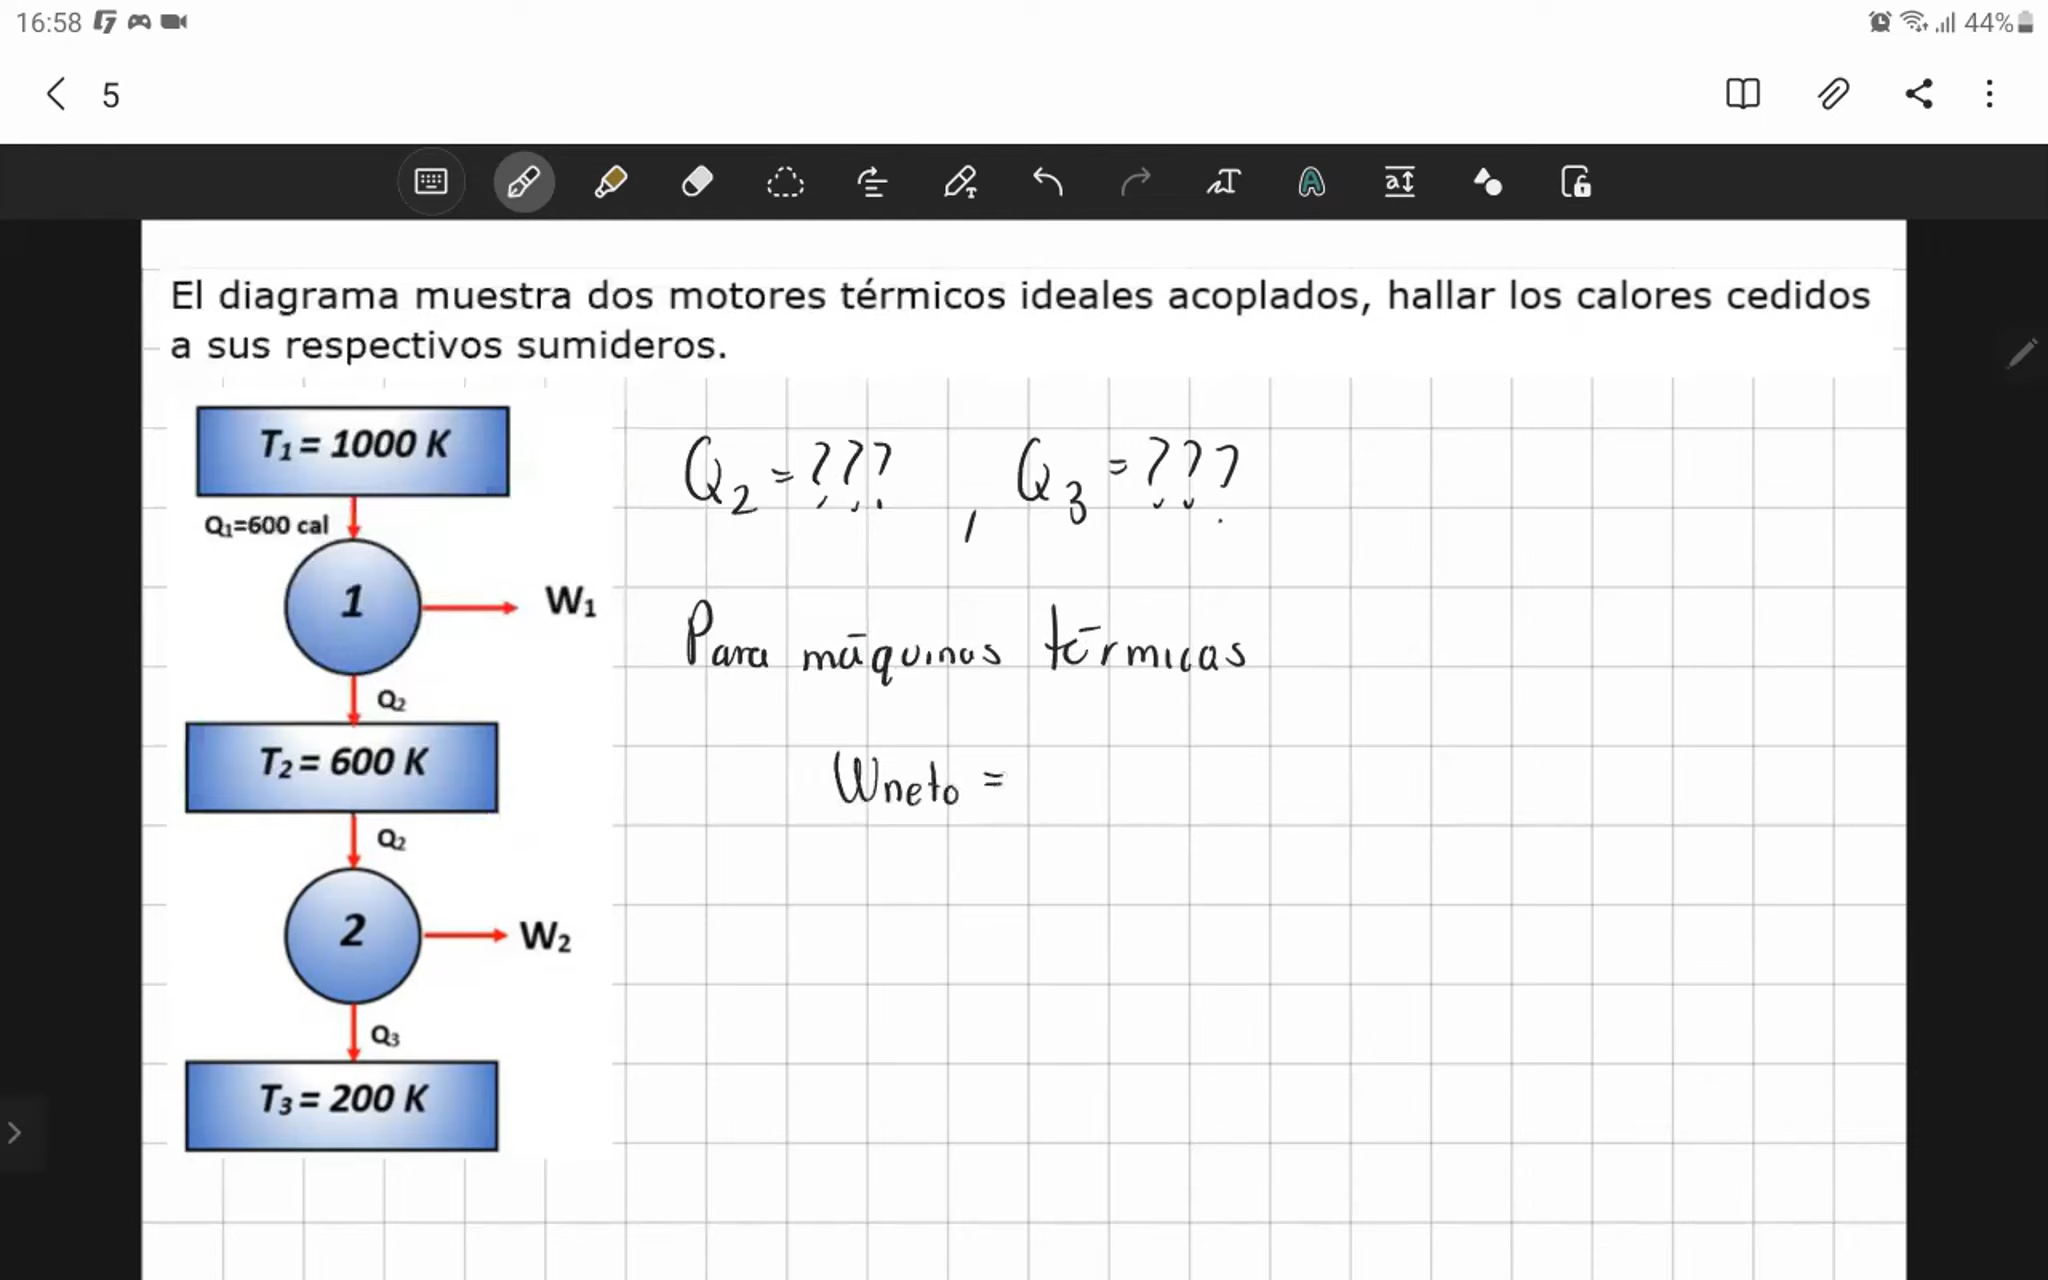 16:58
44%
5
El diagrama muestra dos motores térmicos ideales acoplados, hallar los calores cedidos
a sus respectivos sumideros.
T₁ = 1000 K
Q₁=600 cal
1
W₁
Q₂
T₂ = 600 K
Q₂
2
W₂
Q₃
T₃ = 200 K
Q₂ = ??? , Q₃ = ???
Para máquinas térmicas
Wneto =